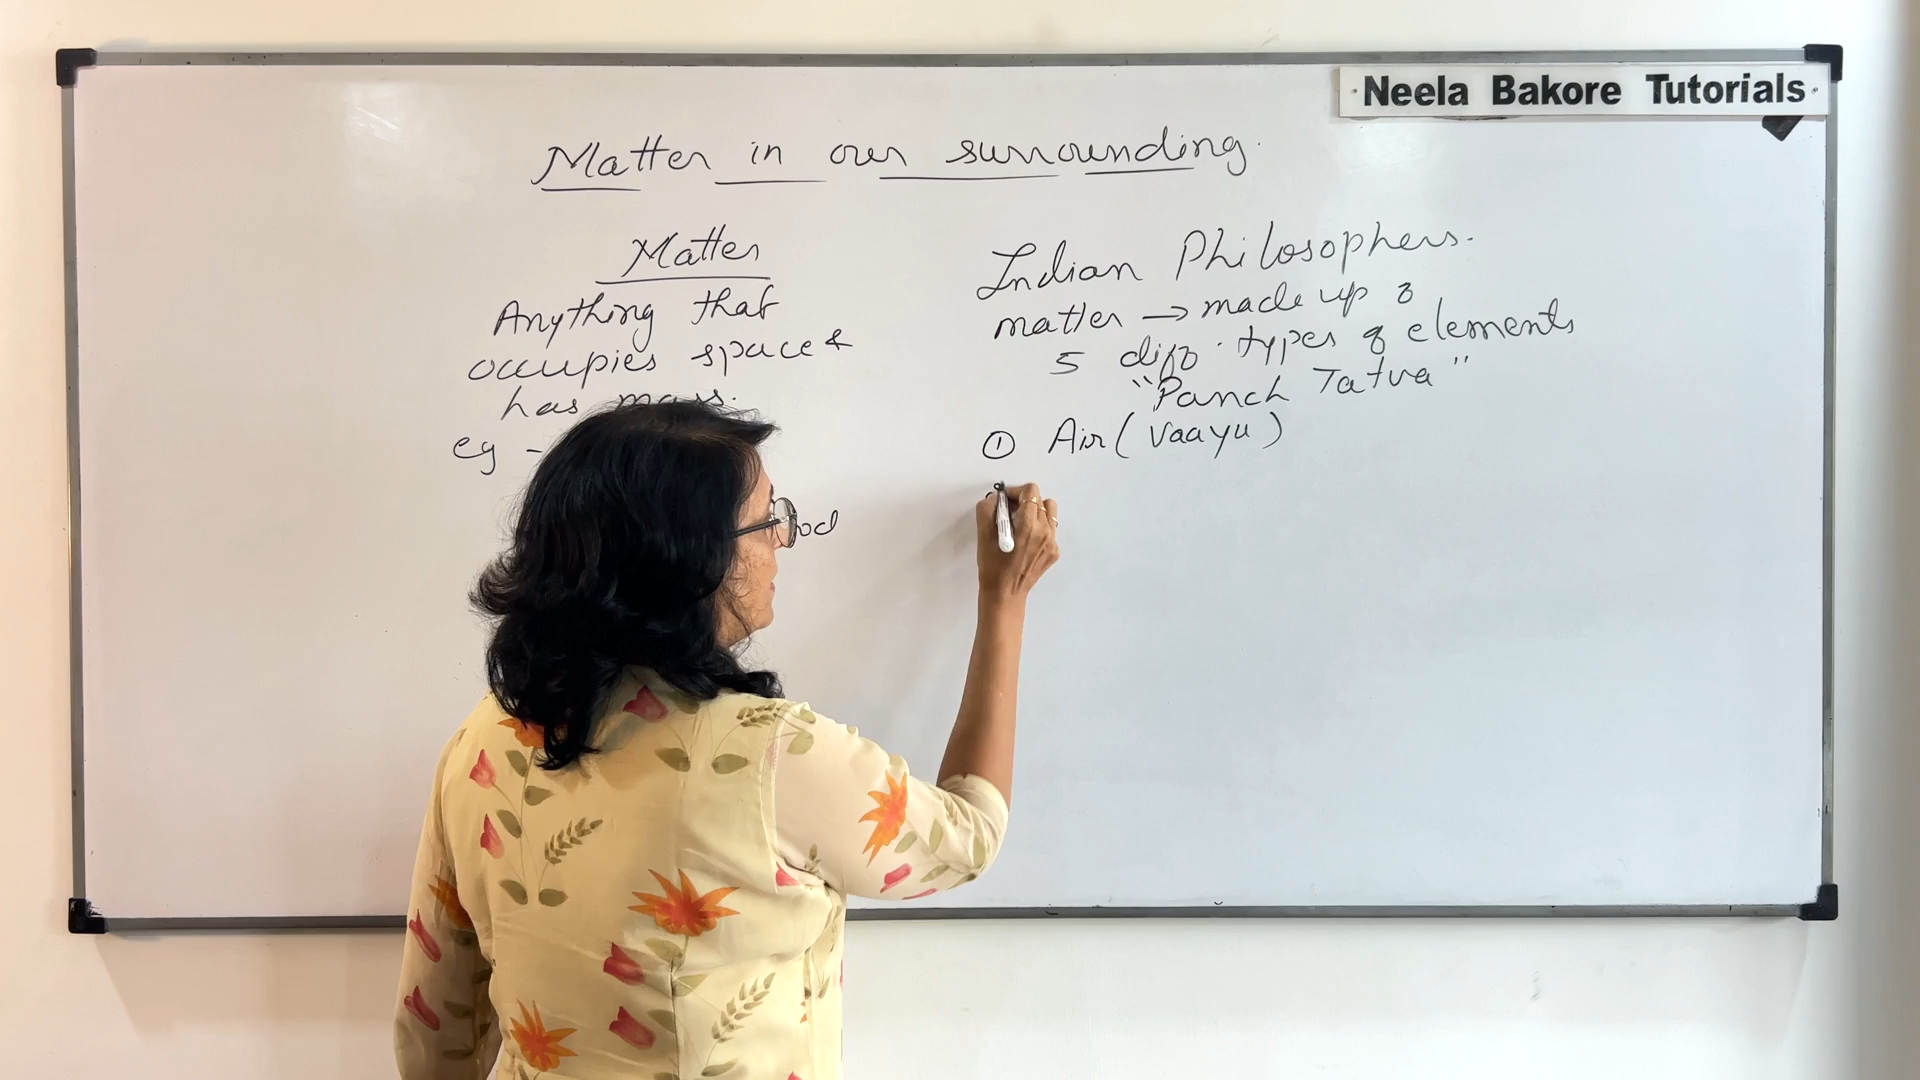 Neela Bakore Tutorials
Matter in our surrounding.
Matter
Anything that
occupies space &
has mass.
eg -
Indian Philosophers.
matter → made up of
5 diff. types of elements
"Panch Tatva"
① Air (Vaayu)